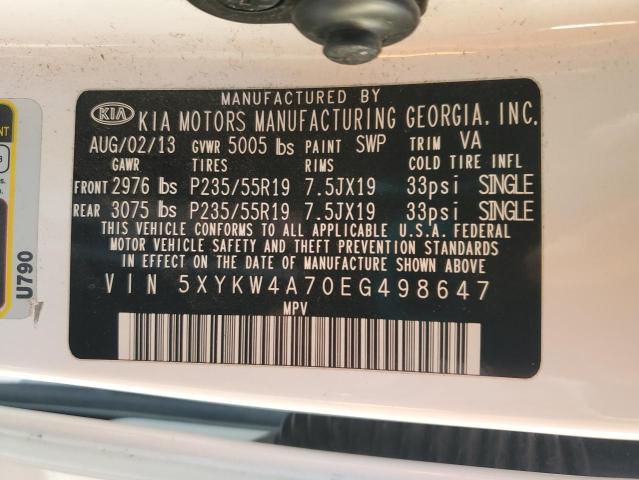 MANUFACTURED BY
KIA KIA MOTORS MANUFACTURING GEORGIA, INC.
AUG/02/13 GVWR 5005 lbs PAINT SWP TRIM VA
GAWR TIRES RIMS COLD TIRE INFL
FRONT 2976 lbs P235/55R19 7.5JX19 33psi SINGLE
REAR 3075 lbs P235/55R19 7.5JX19 33psi SINGLE
THIS VEHICLE CONFORMS TO ALL APPLICABLE U.S.A. FEDERAL
MOTOR VEHICLE SAFETY AND THEFT PREVENTION STANDARDS
IN EFFECT ON THE DATE OF MANUFACTURE SHOWN ABOVE
VIN 5XYKW4A70EG498647
MPV
U790